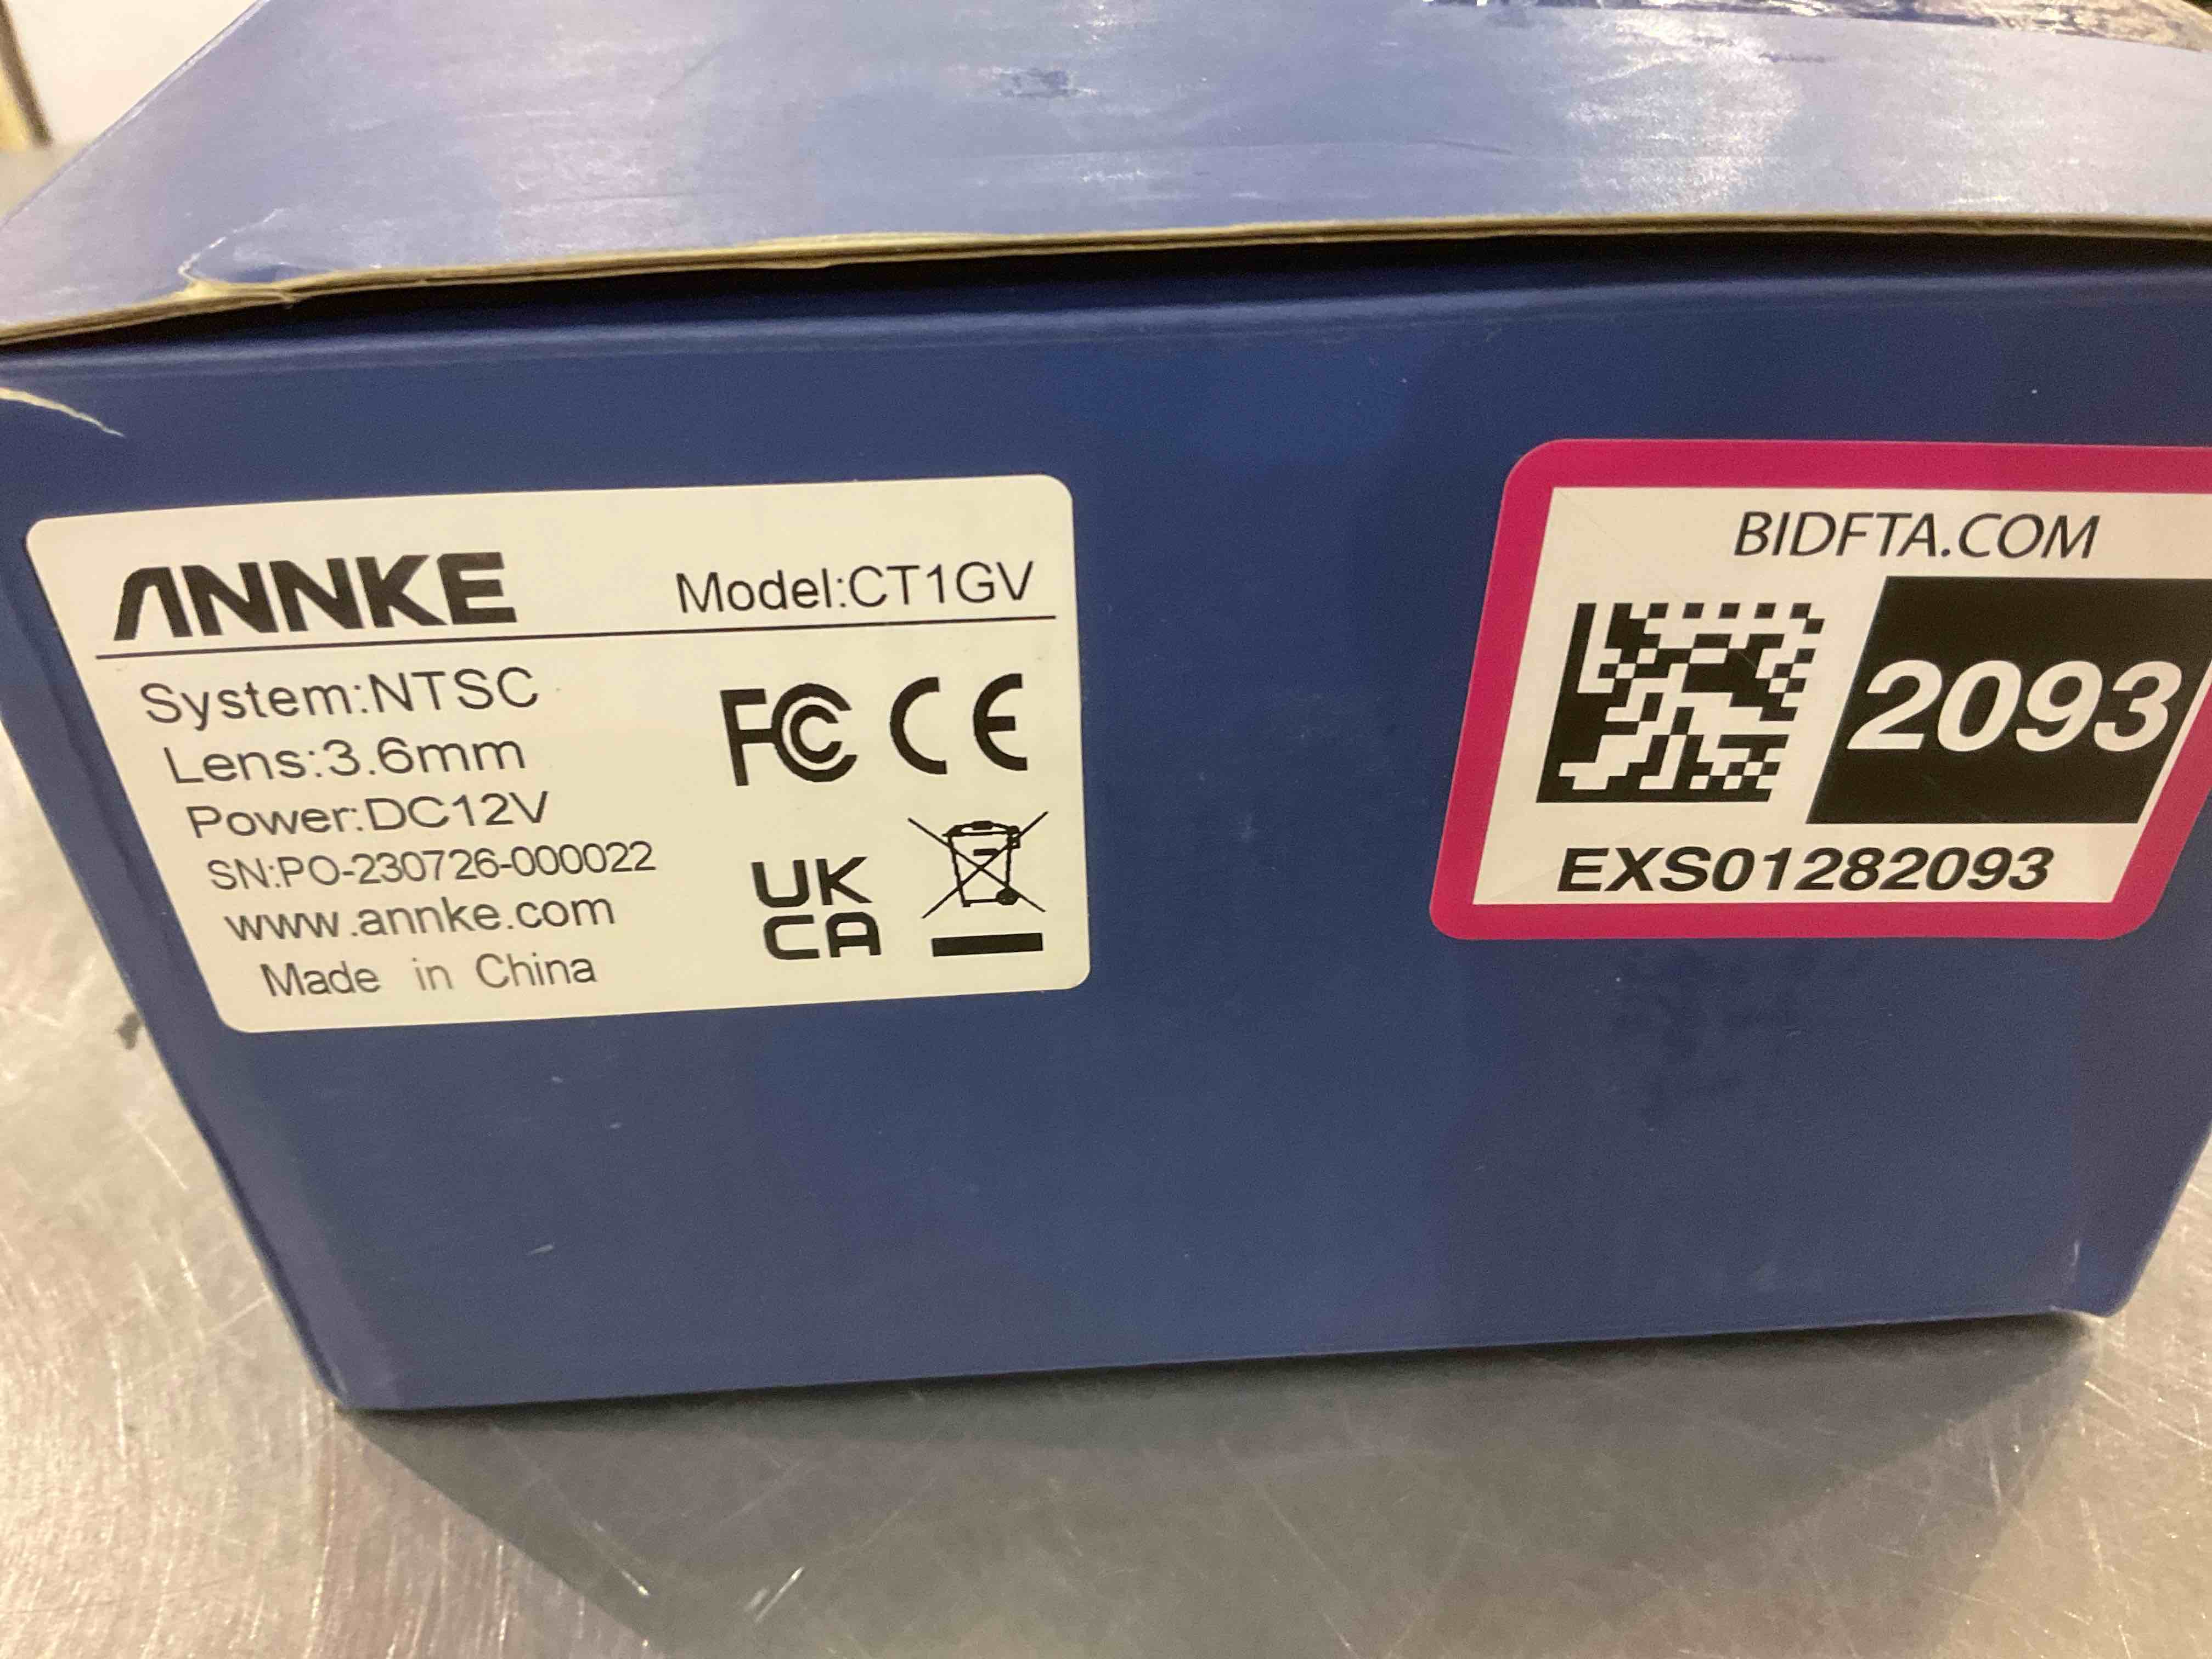 ANNKE
Model:CT1GV
System:NTSC
Lens:3.6mm
Power:DC12V
SN:PO-230726-000022
www.annke.com
Made in China
FC CE
UK
CA
BIDFTA.COM
2093
EXS01282093